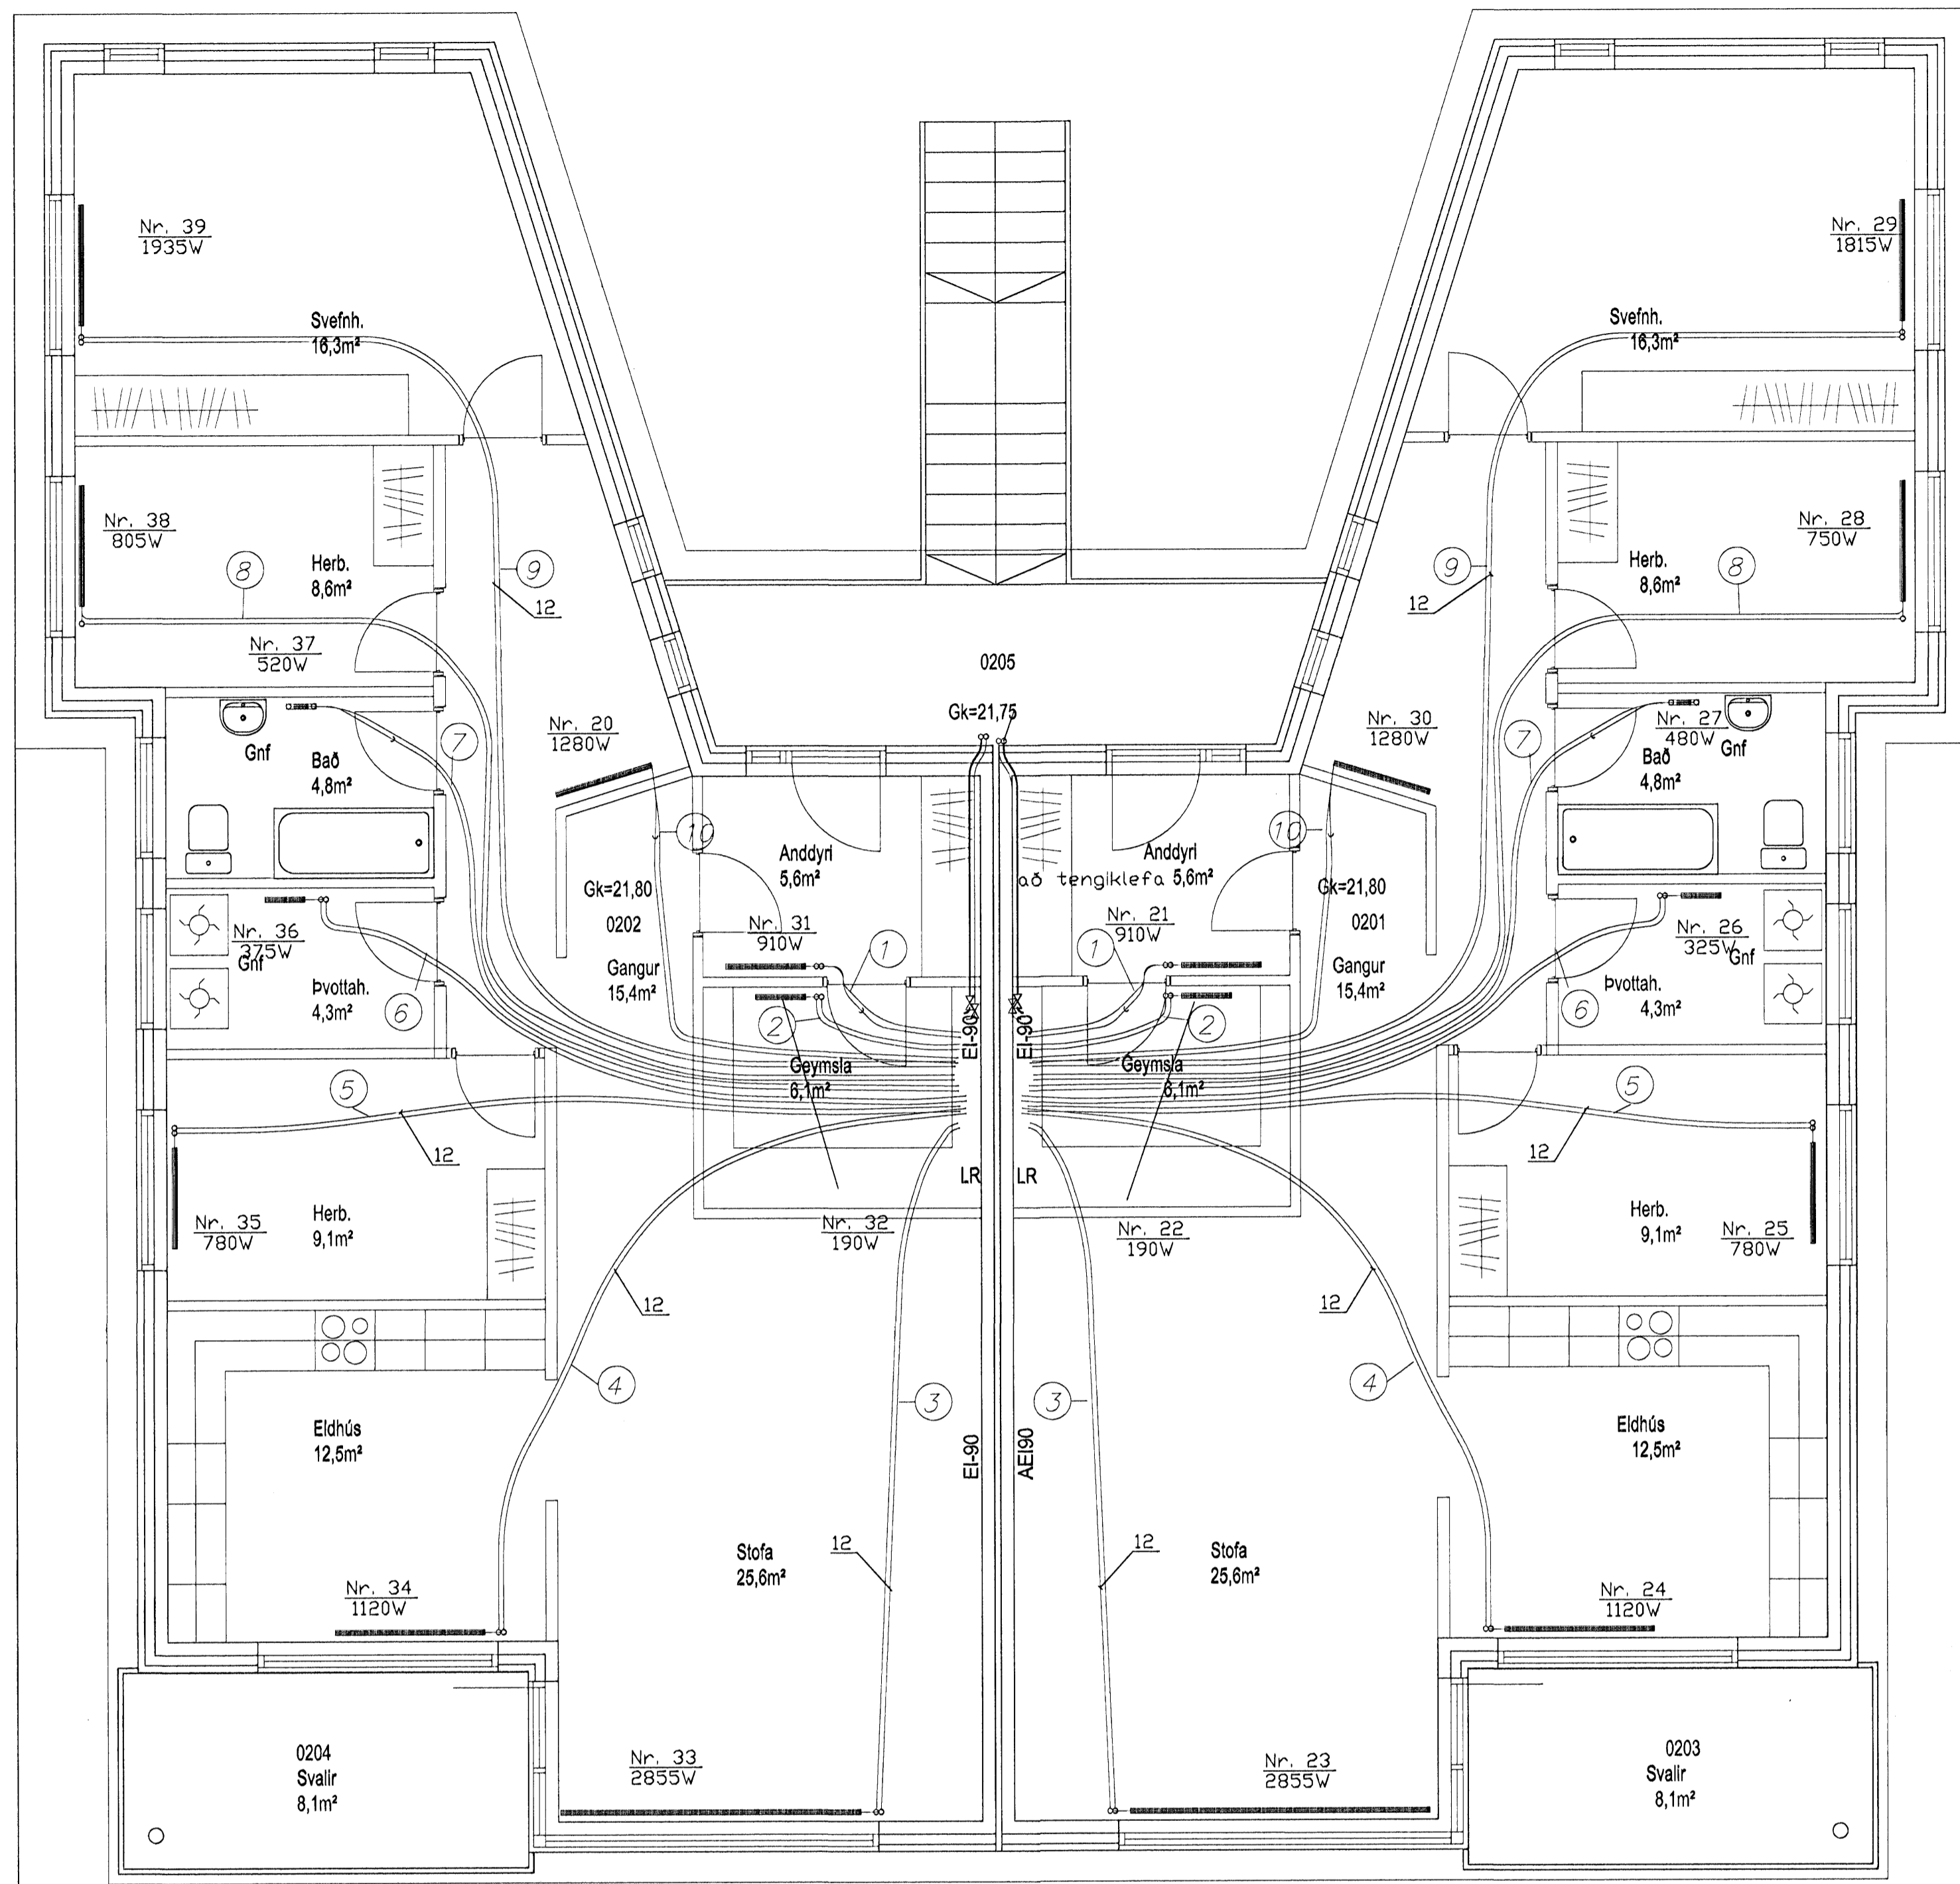 Nr. 39
1935W
Svefnh.
16,3m²
Nr. 38
805W
Herb.
8,6m²
8
9
12
Nr. 37
520W
7
Gnf
Bað
4,8m²
Nr. 20
1280W
10
Gk=21,80
0202
Gangur
15,4m²
Nr. 36
375W
Gnf
Þvottah.
4,3m²
6
Anddyri
5,6m²
Nr. 31
910W
1
2
Geymsla
6,1m²
EI-90
LR
Nr. 32
190W
5
12
Nr. 35
780W
Herb.
9,1m²
12
4
3
Eldhús
12,5m²
EI-90
Stofa
25,6m²
12
Nr. 34
1120W
Nr. 33
2855W
0204
Svalir
8,1m²
0205
Gk=21,75
Nr. 29
1815W
Svefnh.
16,3m²
Nr. 28
750W
Herb.
8,6m²
8
9
12
Nr. 30
1280W
7
Nr. 27
480W
Gnf
Bað
4,8m²
10
Anddyri
að tengiklefa 5,6m²
Gk=21,80
0201
Nr. 21
910W
1
Gangur
15,4m²
Nr. 26
325W
Gnf
Þvottah.
4,3m²
6
2
EI-90
Geymsla
6,1m²
LR
Nr. 22
190W
5
12
Herb.
9,1m²
Nr. 25
780W
12
4
3
Eldhús
12,5m²
AEI90
Stofa
25,6m²
12
Nr. 24
1120W
Nr. 23
2855W
0203
Svalir
8,1m²